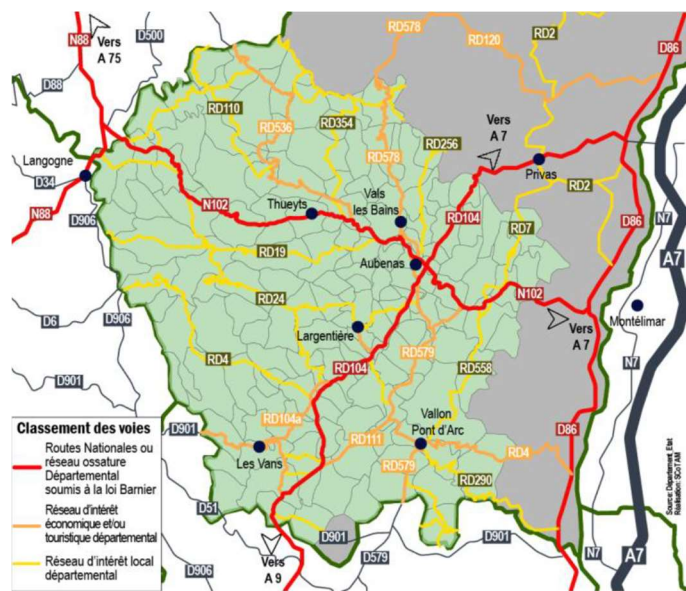 N88
Vers
A 75
D500
RD578
RD120
RD2
D86
D88
RD110
RD354
RD536
RD578
RD256
Vers
A 7
Langogne
D34
Privas
RD2
N88
D906
N102
Thueyts
Vals
les Bains
RD104
RD7
D86
N7
A7
RD19
Aubenas
RD24
N102
Vers
A 7
Montélimar
D6
D906
Largentière
RD579
N7
RD4
RD104
RD558
D901
Classement des voies
Routes Nationales ou
réseau ossature
Départemental
soumis à la loi Barnier
Réseau d'intérêt
économique et/ou
touristique départemental
Réseau d'intérêt local
départemental
D901
RD104a
Les Vans
RD111
Vallon
Pont d'Arc
D86
RD4
RD579
RD290
D51
D906
Vers
A 9
D901
D579
D901
N7
A7
Source: Département, Etat
Réalisation: SCoTAM